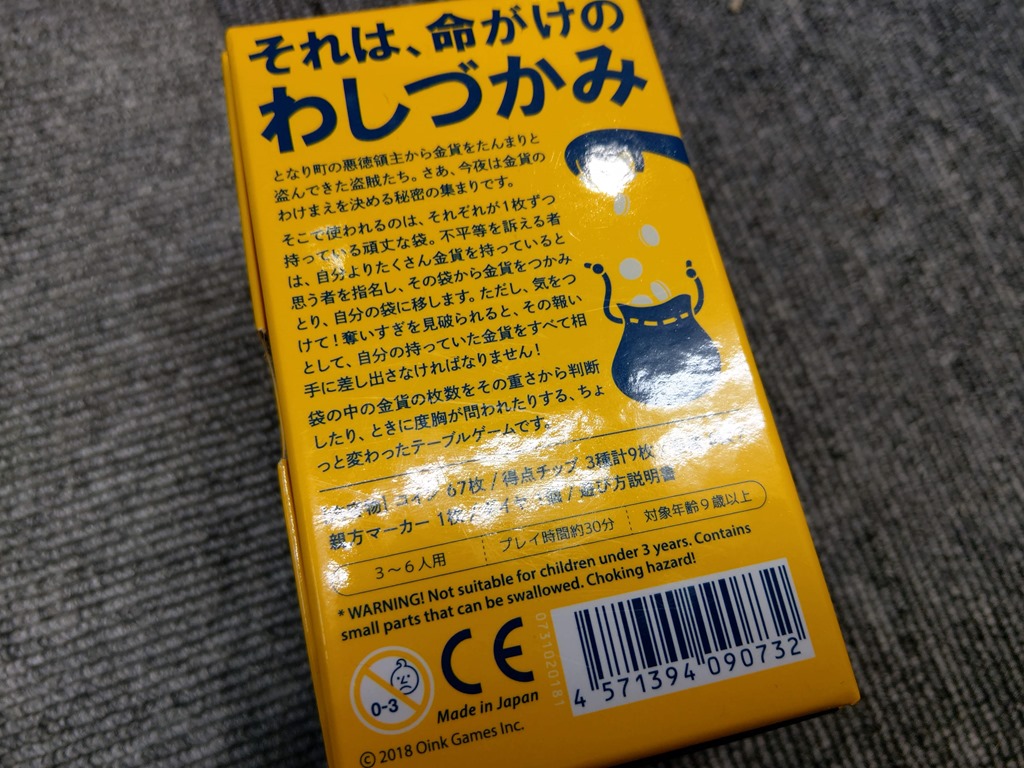 それは、命がけの
わしづかみ
となり町の悪徳領主から金貨をたんまりと
盗んできた盗賊たち。さあ、今夜は金貨の
わけまえを決める秘密の集まりです。
そこで使われるのは、それぞれが1枚ずつ
持っている頑丈な袋。不平等を訴える者
は、自分よりたくさん金貨を持っていると
思う者を指名し、その袋から金貨をつかみ
とり、自分の袋に移します。ただし、気をつ
けて！奪いすぎを見破られると、その報い
として、自分の持っていた金貨をすべて相
手に差し出さなければなりません！
袋の中の金貨の枚数をその重さから判断
したり、ときに度胸が問われたりする、ちょ
っと変わったテーブルゲームです。
コイン 67枚 / 得点チップ 3種計9枚
親方マーカー 1枚 / / 遊び方説明書
3〜6人用 プレイ時間約30分 対象年齢9歳以上
* WARNING! Not suitable for children under 3 years. Contains
small parts that can be swallowed. Choking hazard!
0-3
CE
Made in Japan
0731020181
4 571394 090732
© 2018 Oink Games Inc.